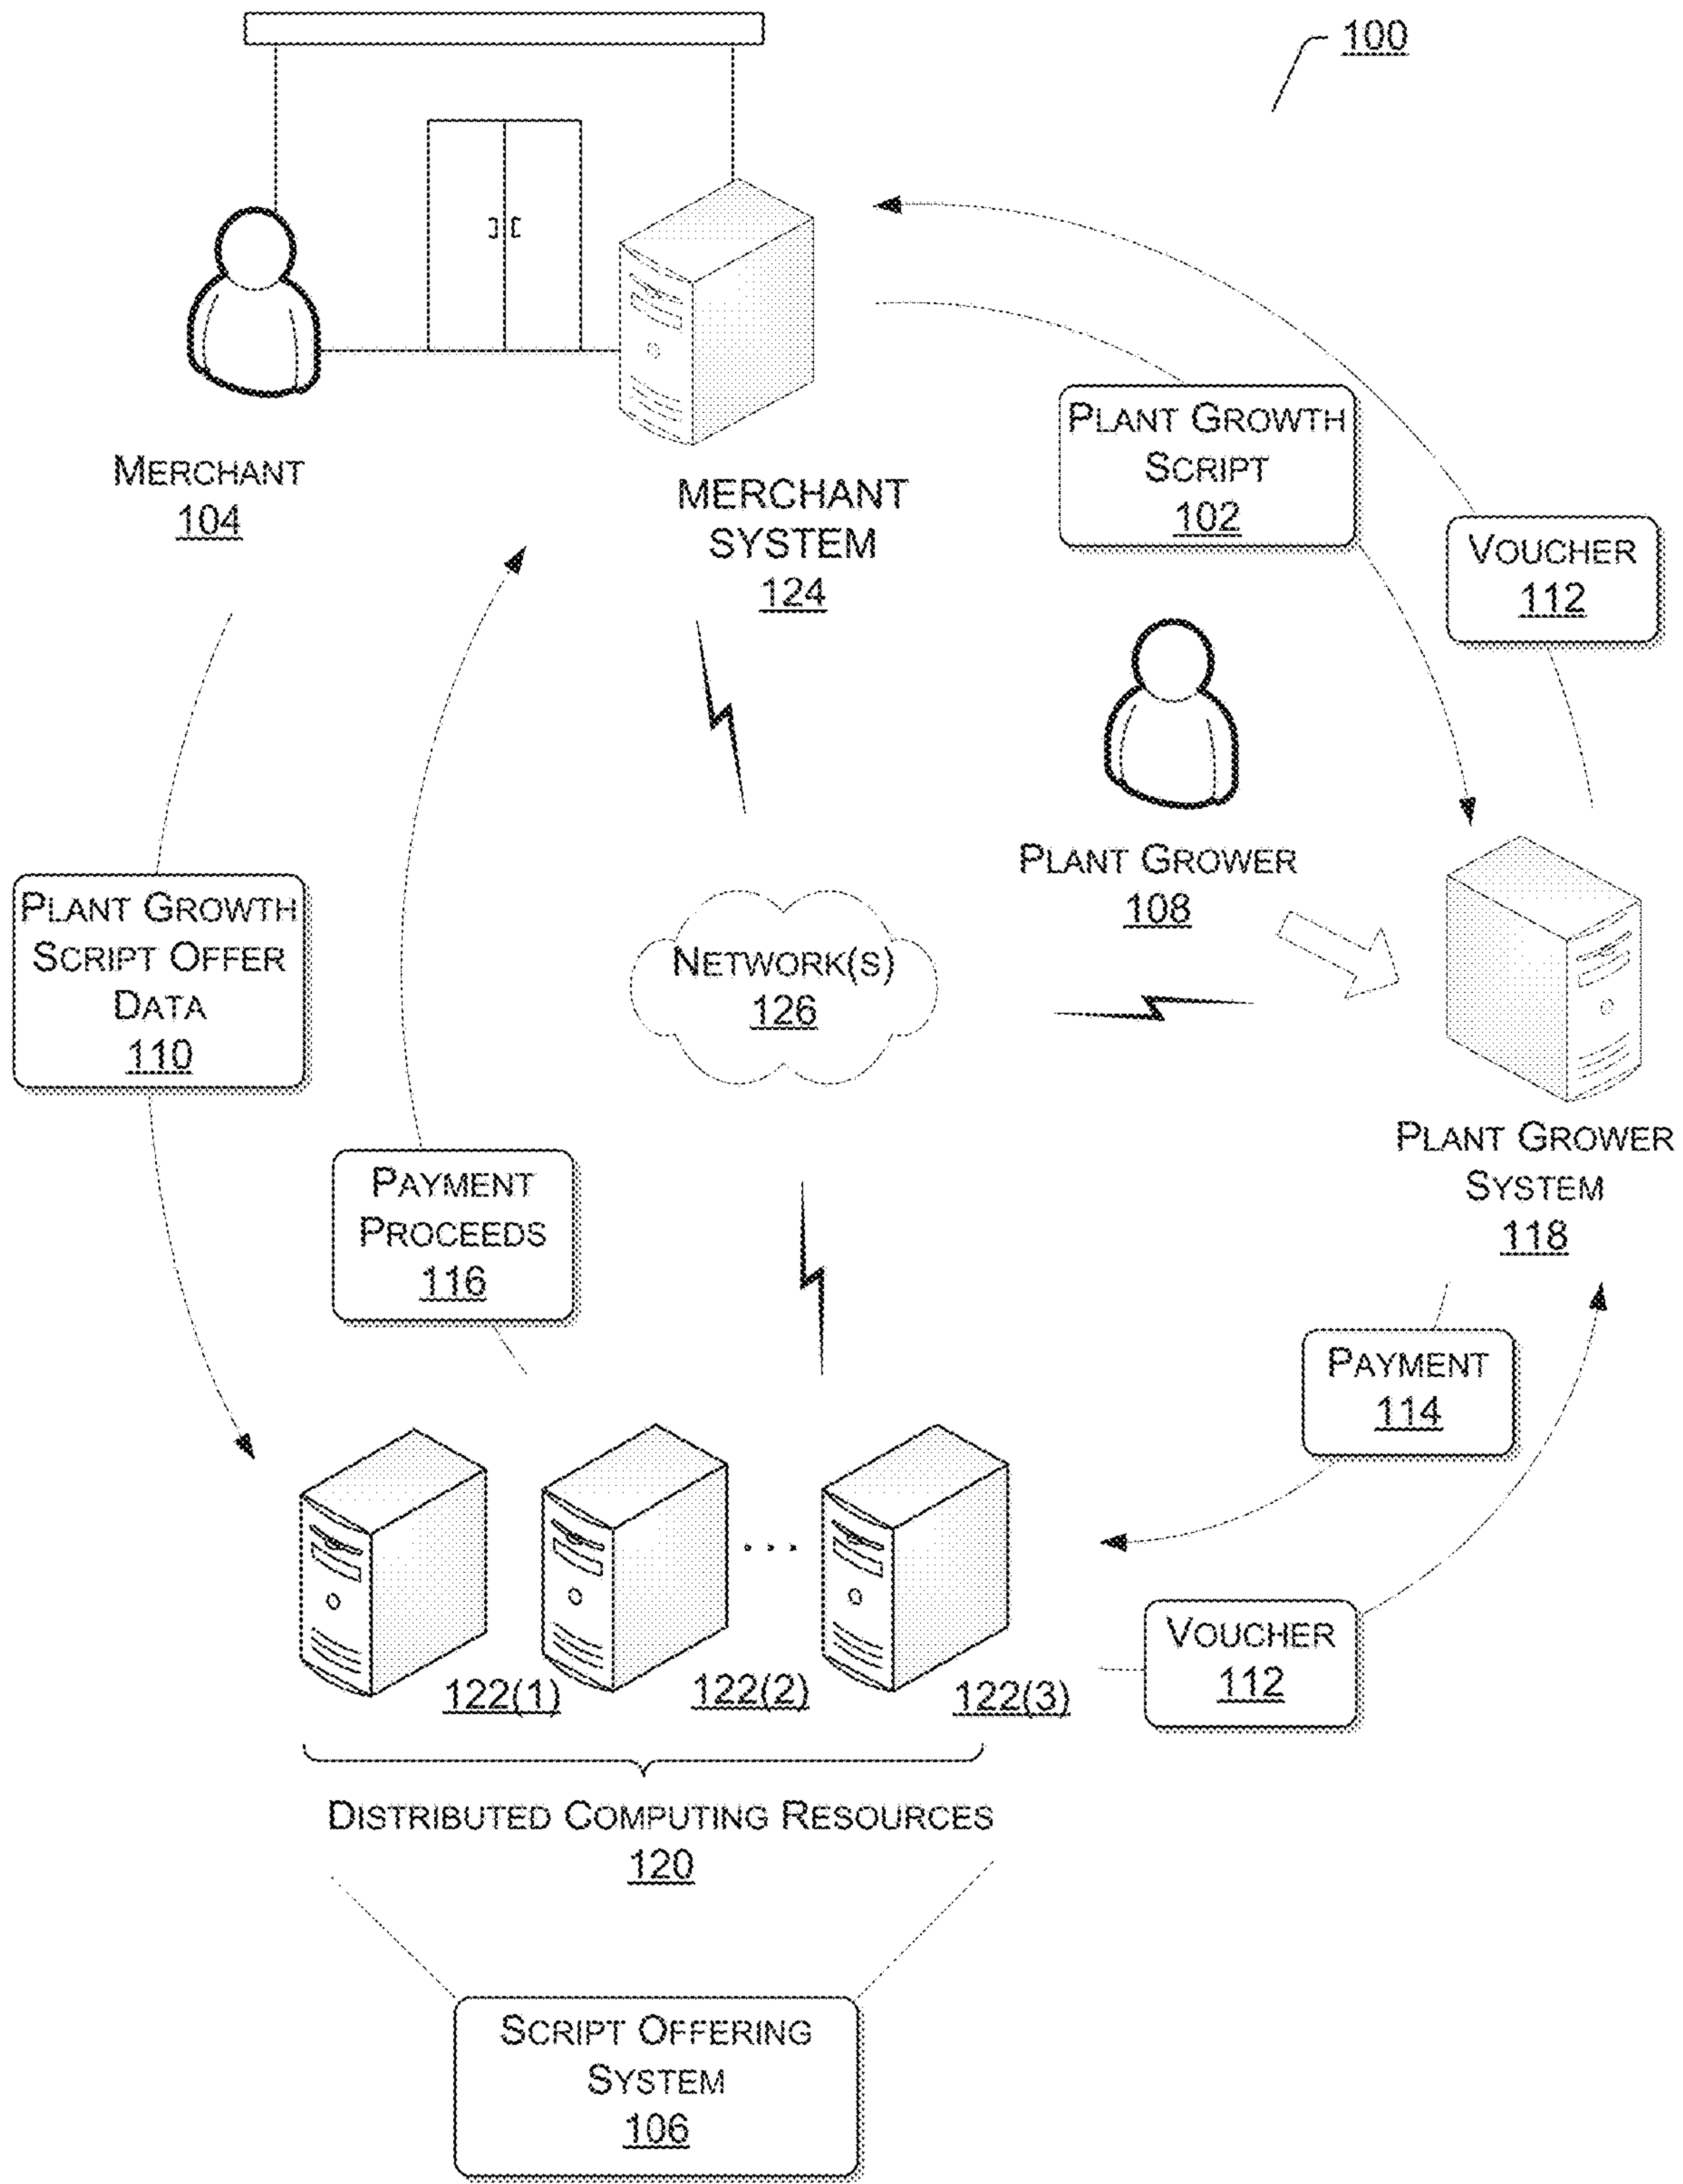 100
MERCHANT
104
MERCHANT
SYSTEM
124
PLANT GROWTH
SCRIPT
102
VOUCHER
112
PLANT GROWER
108
PLANT GROWTH
SCRIPT OFFER
DATA
110
NETWORK(S)
126
PLANT GROWER
SYSTEM
118
PAYMENT
PROCEEDS
116
PAYMENT
114
VOUCHER
112
122(1)
122(2)
...
122(3)
DISTRIBUTED COMPUTING RESOURCES
120
SCRIPT OFFERING
SYSTEM
106